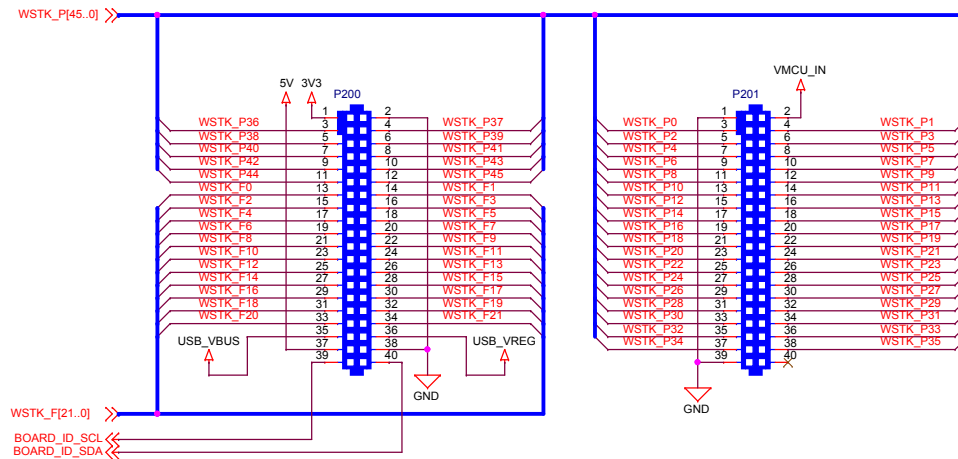 WSTK_P[45..0]
5V 3V3 VMCU_IN
P200 P201
1 2 1 2
WSTK_P36 3 4 WSTK_P37 WSTK_P0 3 4 WSTK_P1
WSTK_P38 5 6 WSTK_P39 WSTK_P2 5 6 WSTK_P3
WSTK_P40 7 8 WSTK_P41 WSTK_P4 7 8 WSTK_P5
WSTK_P42 9 10 WSTK_P43 WSTK_P6 9 10 WSTK_P7
WSTK_P44 11 12 WSTK_P45 WSTK_P8 11 12 WSTK_P9
WSTK_F0 13 14 WSTK_F1 WSTK_P10 13 14 WSTK_P11
WSTK_F2 15 16 WSTK_F3 WSTK_P12 15 16 WSTK_P13
WSTK_F4 17 18 WSTK_F5 WSTK_P14 17 18 WSTK_P15
WSTK_F6 19 20 WSTK_F7 WSTK_P16 19 20 WSTK_P17
WSTK_F8 21 22 WSTK_F9 WSTK_P18 21 22 WSTK_P19
WSTK_F10 23 24 WSTK_F11 WSTK_P20 23 24 WSTK_P21
WSTK_F12 25 26 WSTK_F13 WSTK_P22 25 26 WSTK_P23
WSTK_F14 27 28 WSTK_F15 WSTK_P24 27 28 WSTK_P25
WSTK_F16 29 30 WSTK_F17 WSTK_P26 29 30 WSTK_P27
WSTK_F18 31 32 WSTK_F19 WSTK_P28 31 32 WSTK_P29
WSTK_F20 33 34 WSTK_F21 WSTK_P30 33 34 WSTK_P31
35 36 WSTK_P32 35 36 WSTK_P33
USB_VBUS 37 38 USB_VREG WSTK_P34 37 38 WSTK_P35
39 40 39 40
GND GND
WSTK_F[21..0]
BOARD_ID_SCL
BOARD_ID_SDA